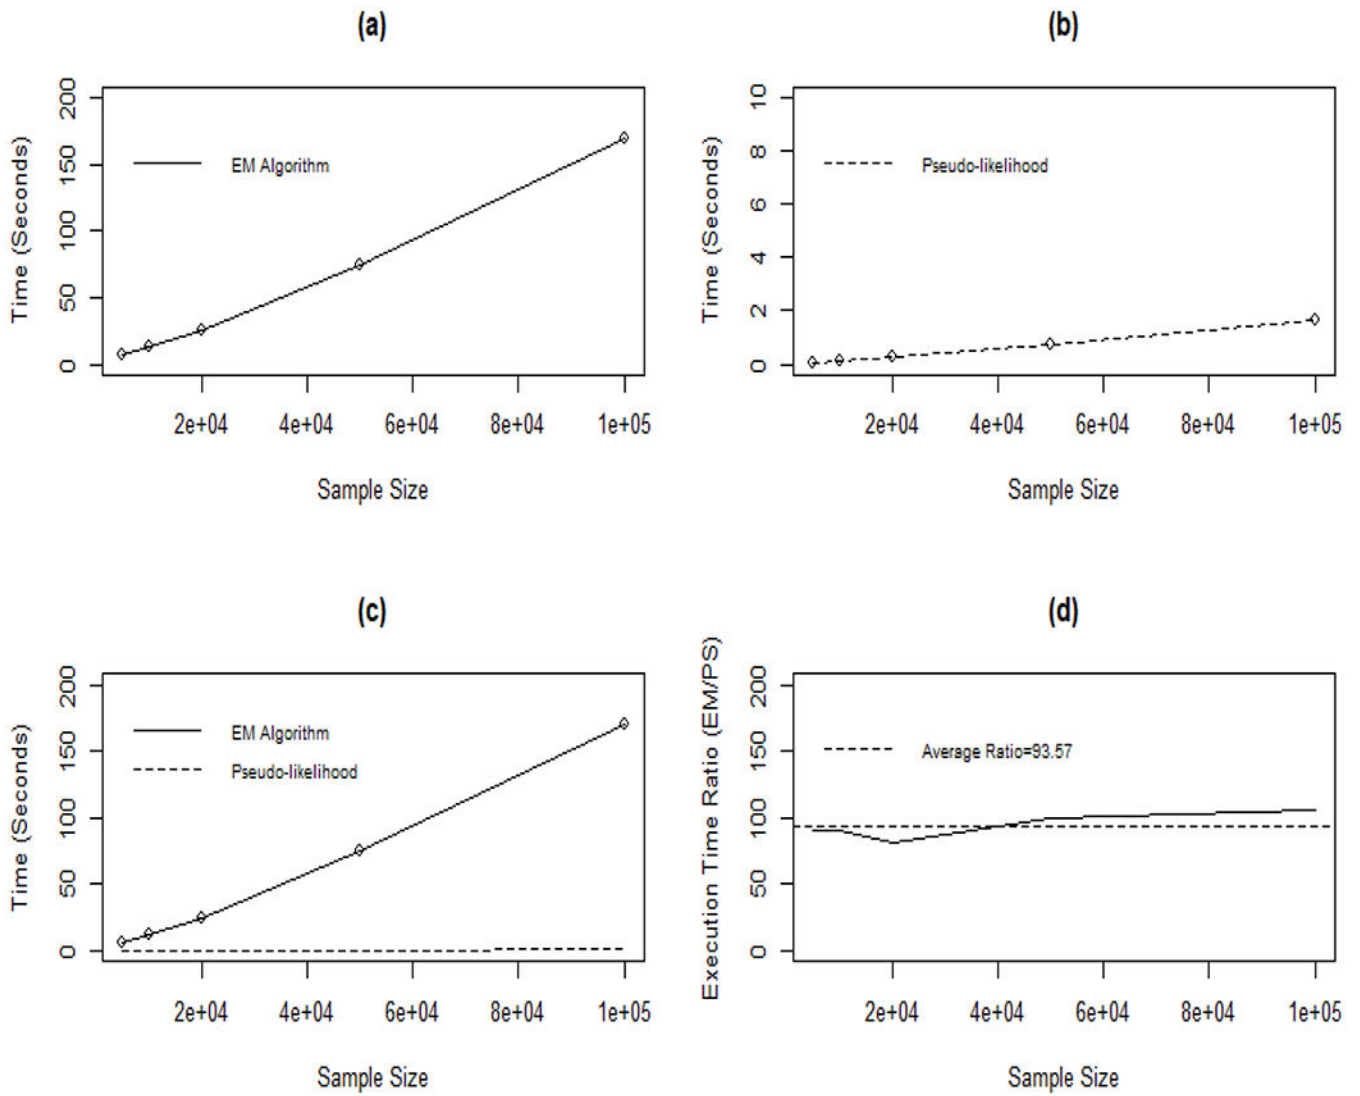 (a)
Time (Seconds)
0
50
100
150
200
EM Algorithm
2e+04
4e+04
6e+04
8e+04
1e+05
Sample Size
(b)
Time (Seconds)
0
2
4
6
8
10
Pseudo-likelihood
2e+04
4e+04
6e+04
8e+04
1e+05
Sample Size
(c)
Time (Seconds)
0
50
100
150
200
EM Algorithm
Pseudo-likelihood
2e+04
4e+04
6e+04
8e+04
1e+05
Sample Size
(d)
Execution Time Ratio (EM/PS)
0
50
100
150
200
Average Ratio=93.57
2e+04
4e+04
6e+04
8e+04
1e+05
Sample Size